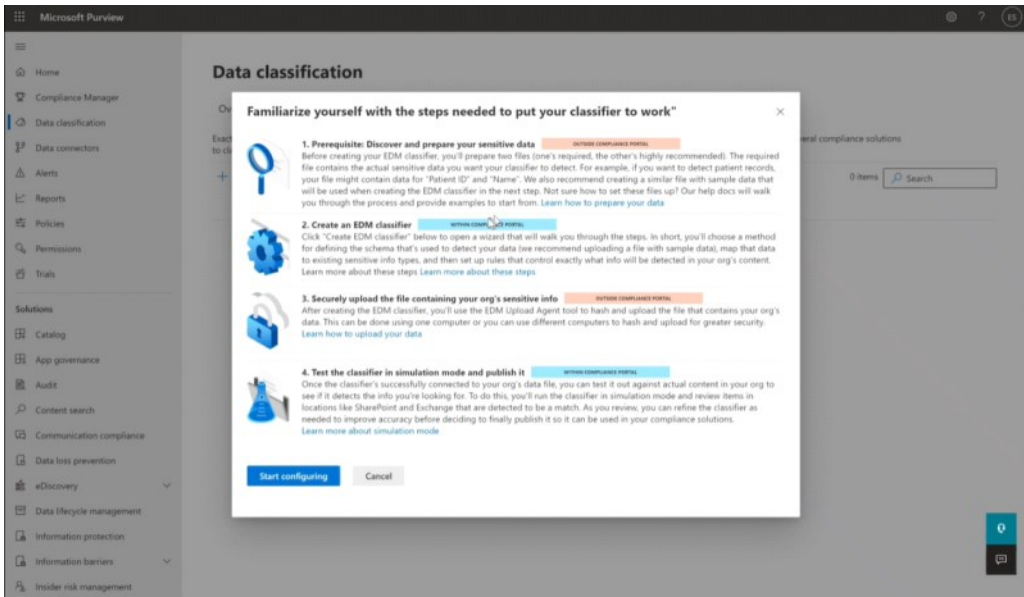 Microsoft Purview
?
ES
Home
Compliance Manager
Data classification
Data connectors
Alerts
Reports
Policies
Permissions
Trials
Solutions
Catalog
App governance
Audit
Content search
Communication compliance
Data loss prevention
eDiscovery
Data lifecycle management
Information protection
Information barriers
Insider risk management
Data classification
Ov
Exact
to cla
eral compliance solutions
0 items
Search
Familiarize yourself with the steps needed to put your classifier to work"
1. Prerequisite: Discover and prepare your sensitive data OUTSIDE COMPLIANCE PORTAL
Before creating your EDM classifier, you'll prepare two files (one's required, the other's highly recommended). The required
file contains the actual sensitive data you want your classifier to detect. For example, if you want to detect patient records,
your file might contain data for "Patient ID" and "Name". We also recommend creating a similar file with sample data that
will be used when creating the EDM classifier in the next step. Not sure how to set these files up? Our help docs will walk
you through the process and provide examples to start from. Learn how to prepare your data
2. Create an EDM classifier WITHIN COMPLIANCE PORTAL
Click "Create EDM classifier" below to open a wizard that will walk you through the steps. In short, you'll choose a method
for defining the schema that's used to detect your data (we recommend uploading a file with sample data), map that data
to existing sensitive info types, and then set up rules that control exactly what info will be detected in your org's content.
Learn more about these steps Learn more about these steps
3. Securely upload the file containing your org's sensitive info OUTSIDE COMPLIANCE PORTAL
After creating the EDM classifier, you'll use the EDM Upload Agent tool to hash and upload the file that contains your org's
data. This can be done using one computer or you can use different computers to hash and upload for greater security.
Learn how to upload your data
4. Test the classifier in simulation mode and publish it WITHIN COMPLIANCE PORTAL
Once the classifier's successfully connected to your org's data file, you can test it out against actual content in your org to
see if it detects the info you're looking for. To do this, you'll run the classifier in simulation mode and review items in
locations like SharePoint and Exchange that are detected to be a match. As you review, you can refine the classifier as
needed to improve accuracy before deciding to finally publish it so it can be used in your compliance solutions.
Learn more about simulation mode
Start configuring
Cancel